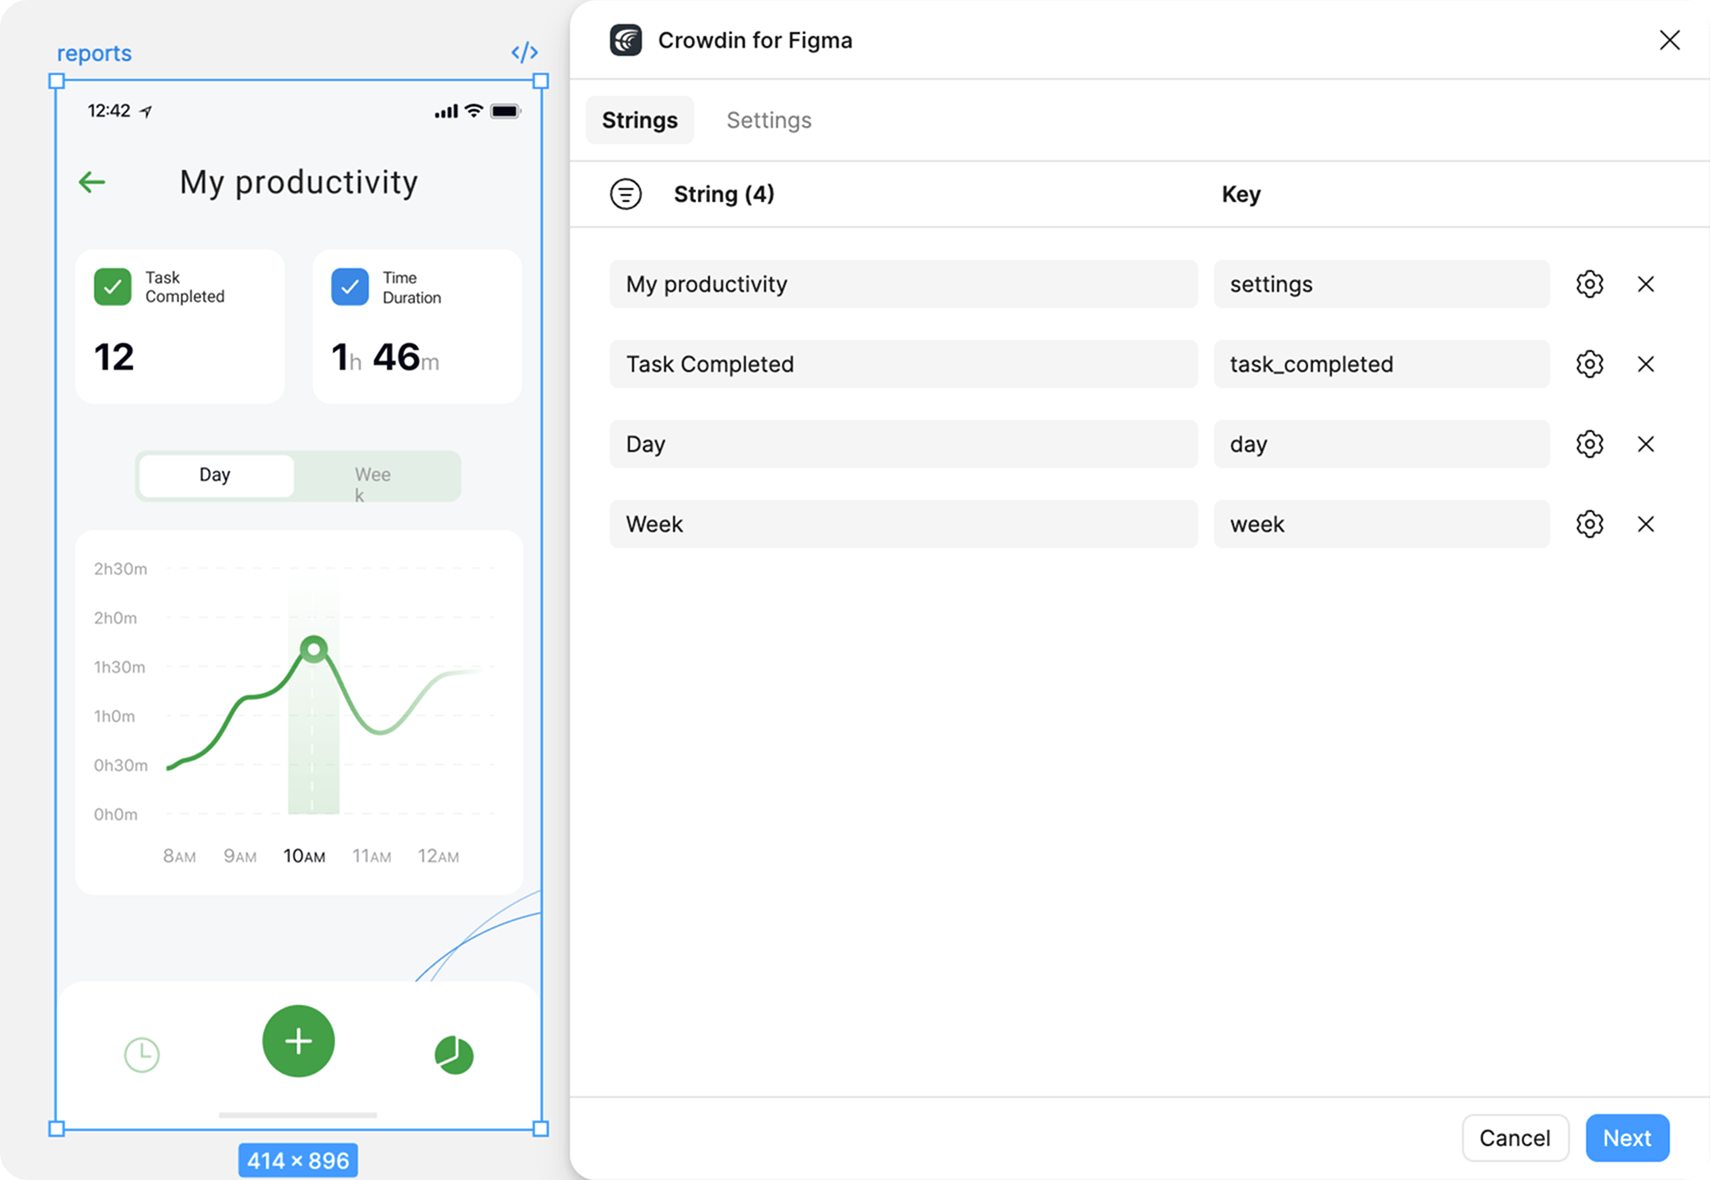 reports
</>
12:42
My productivity
Task
Completed
12
Time
Duration
1h 46m
Day
Wee
k
2h30m
2h0m
1h30m
1h0m
0h30m
0h0m
8AM 9AM 10AM 11AM 12AM
414 × 896
Crowdin for Figma
Strings Settings
String (4) Key
My productivity settings
Task Completed task_completed
Day day
Week week
Cancel Next